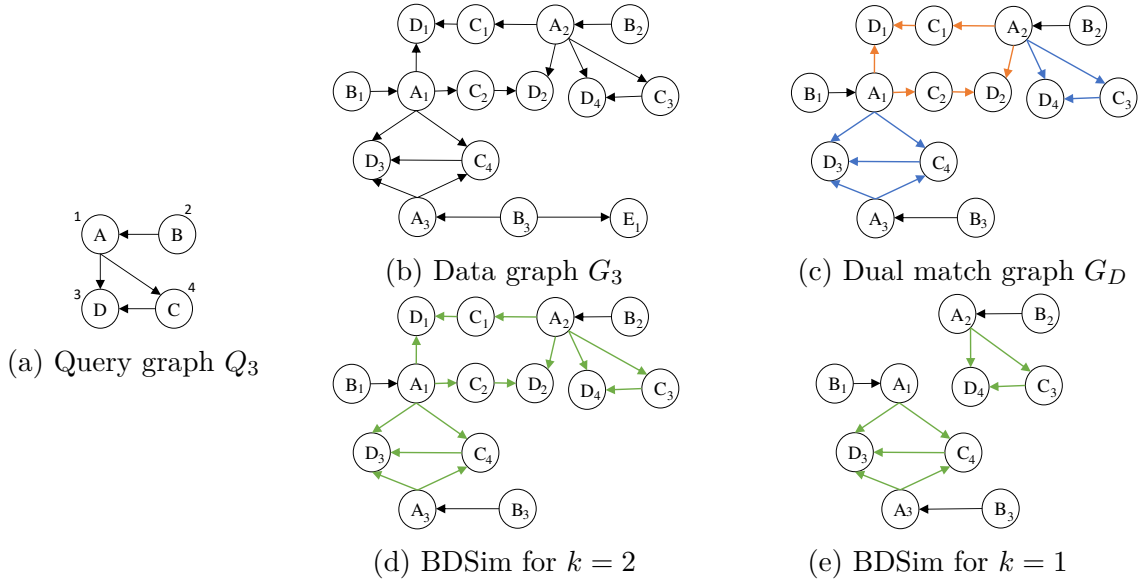 D1 C1 A2 B2
B1 A1 C2 D2 D4 C3
D3 C4
A3 B3 E1
(b) Data graph G3
D1 C1 A2 B2
B1 A1 C2 D2 D4 C3
D3 C4
A3 B3
(c) Dual match graph GD
1 2
A B
3 4
D C
(a) Query graph Q3
D1 C1 A2 B2
B1 A1 C2 D2 D4 C3
D3 C4
A3 B3
(d) BDSim for k = 2
A2 B2
B1 A1 D4 C3
D3 C4
A3 B3
(e) BDSim for k = 1